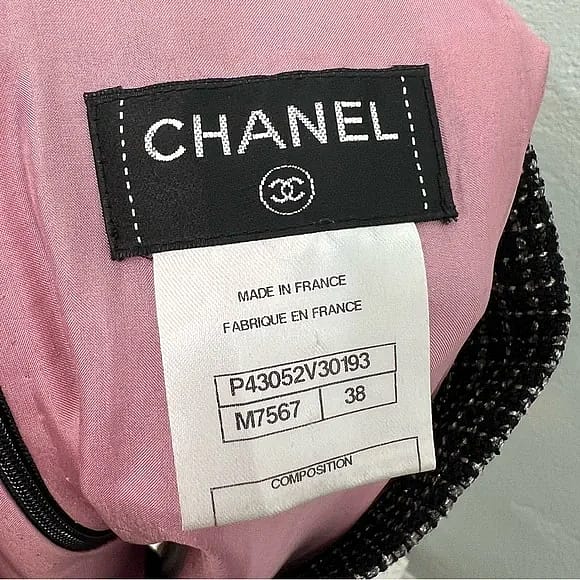 CHANEL
MADE IN FRANCE
FABRIQUE EN FRANCE
P43052V30193
M7567 38
COMPOSITION